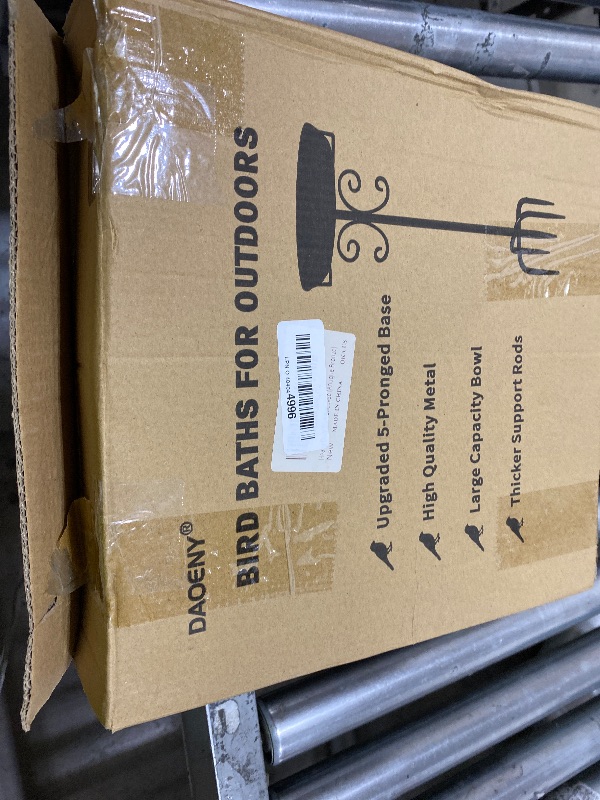 DAOENY®
BIRD BATHS FOR OUTDOORS
4996
New
MADE IN CHINA
Upgraded 5-Pronged Base
High Quality Metal
Large Capacity Bowl
Thicker Support Rods